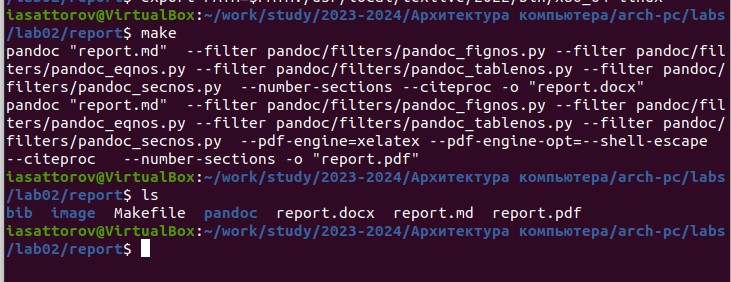 iasattorov@VirtualBox:~/work/study/2023-2024/Архитектура компьютера/arch-pc/labs
/lab02/report$ make
pandoc "report.md"  --filter pandoc/filters/pandoc_fignos.py --filter pandoc/fil
ters/pandoc_eqnos.py --filter pandoc/filters/pandoc_tablenos.py --filter pandoc/
filters/pandoc_secnos.py  --number-sections --citeproc -o "report.docx"
pandoc "report.md"  --filter pandoc/filters/pandoc_fignos.py --filter pandoc/fil
ters/pandoc_eqnos.py --filter pandoc/filters/pandoc_tablenos.py --filter pandoc/
filters/pandoc_secnos.py  --pdf-engine=xelatex --pdf-engine-opt=--shell-escape
--citeproc   --number-sections -o "report.pdf"
iasattorov@VirtualBox:~/work/study/2023-2024/Архитектура компьютера/arch-pc/labs
/lab02/report$ ls
bib  image  Makefile  pandoc  report.docx  report.md  report.pdf
iasattorov@VirtualBox:~/work/study/2023-2024/Архитектура компьютера/arch-pc/labs
/lab02/report$